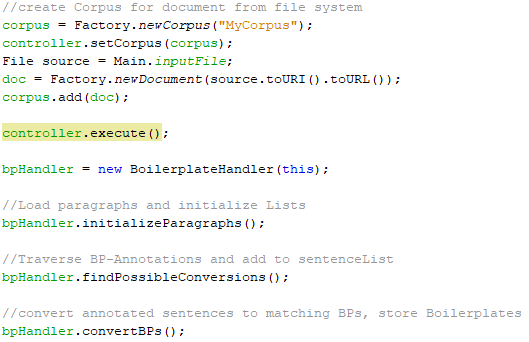 //create Corpus for document from file system
corpus = Factory.newCorpus("MyCorpus");
controller.setCorpus(corpus);
File source = Main.inputFile;
doc = Factory.newDocument(source.toURI().toURL());
corpus.add(doc);
controller.execute();
bpHandler = new BoilerplateHandler(this);
//Load paragraphs and initialize Lists
bpHandler.initializeParagraphs();
//Traverse BP-Annotations and add to sentenceList
bpHandler.findPossibleConversions();
//convert annotated sentences to matching BPs, store Boilerplates
bpHandler.convertBPs();